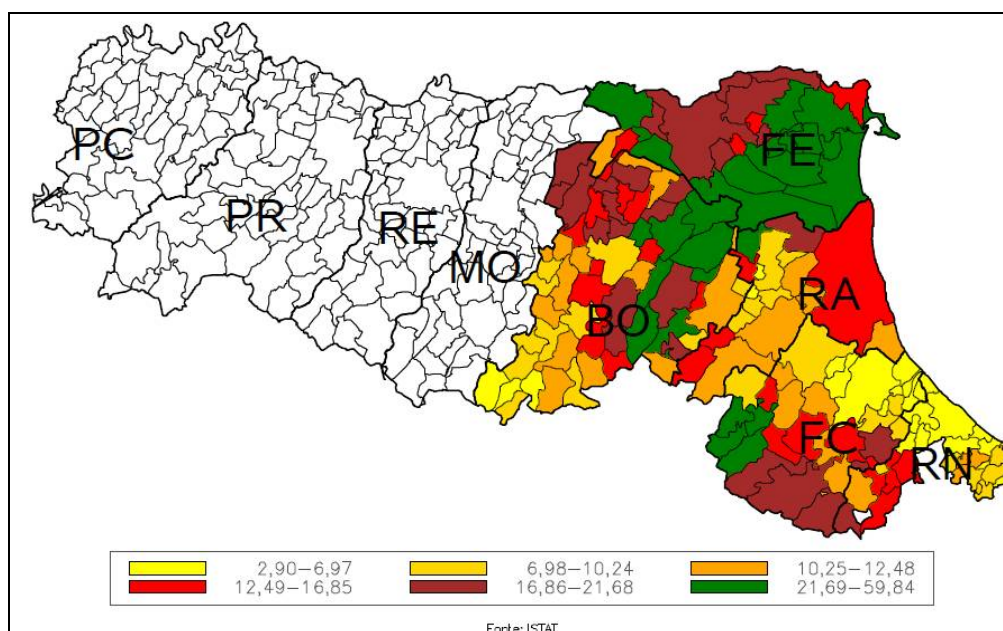 PC
PR
RE
MO
BO
FE
RA
FC
RN
2,90–6,97
6,98–10,24
10,25–12,48
12,49–16,85
16,86–21,68
21,69–59,84
Fonte: ISTAT